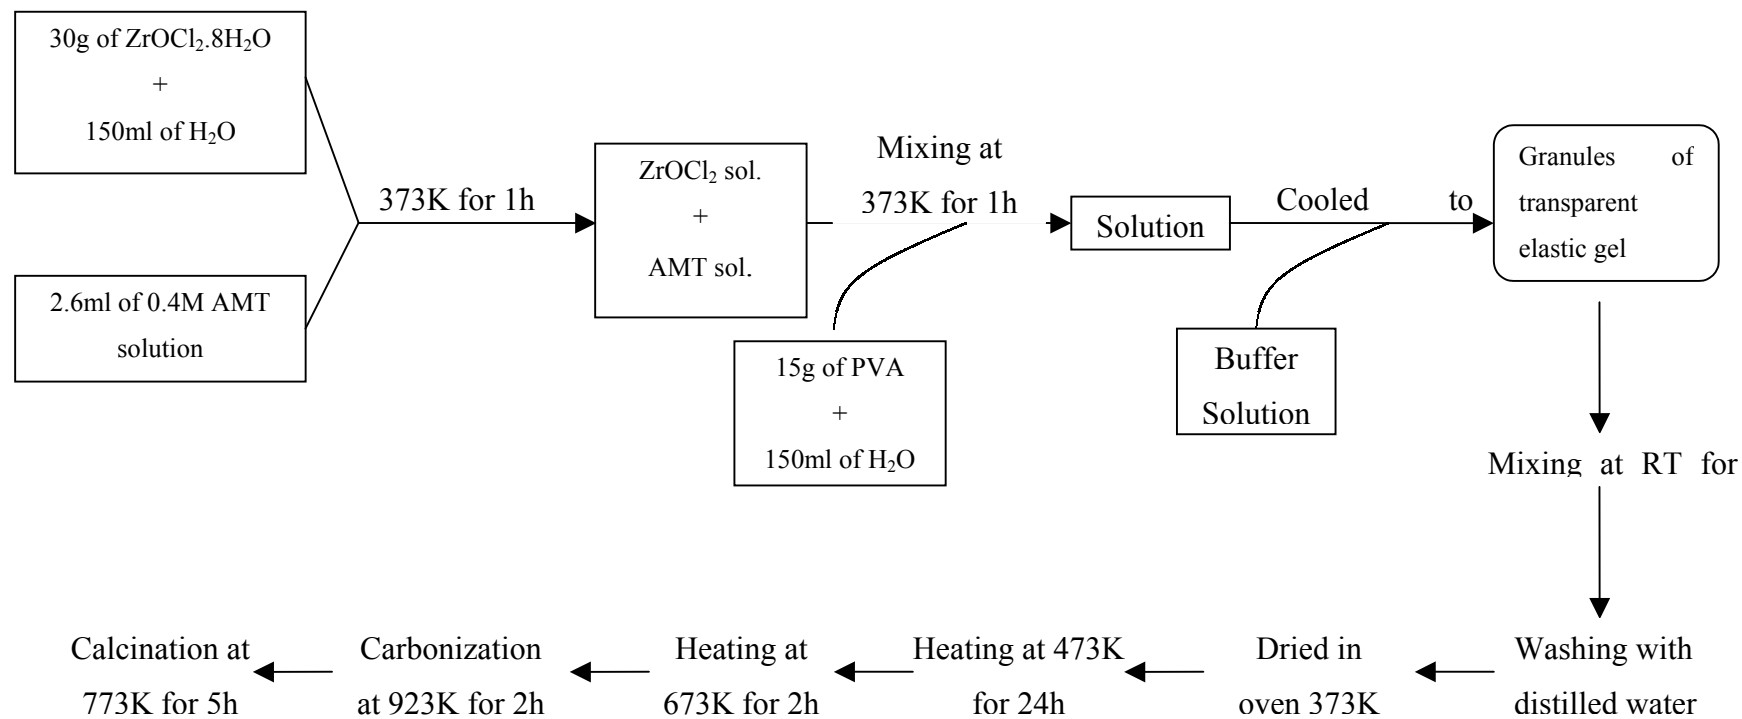 30g of ZrOCl₂.8H₂O
+
150ml of H₂O
2.6ml of 0.4M AMT
solution
373K for 1h
ZrOCl₂ sol.
+
AMT sol.
Mixing at
373K for 1h
15g of PVA
+
150ml of H₂O
Solution
Cooled to
Buffer
Solution
Granules of
transparent
elastic gel
Mixing at RT for
Washing with
distilled water
Dried in
oven 373K
Heating at 473K
for 24h
Heating at
673K for 2h
Carbonization
at 923K for 2h
Calcination at
773K for 5h